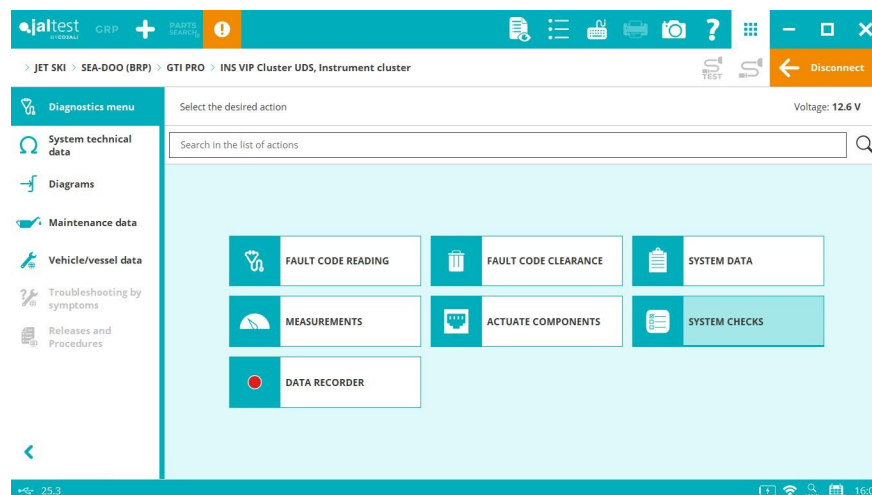 jaltest GRP PARTS SEARCH
BY COJALI
> JET SKI > SEA-DOO (BRP) > GTI PRO > INS VIP Cluster UDS, Instrument cluster
TEST
Disconnect
Diagnostics menu
Select the desired action
Voltage: 12.6 V
System technical
data
Search in the list of actions
Diagrams
Maintenance data
Vehicle/vessel data
Troubleshooting by
symptoms
Releases and
Procedures
FAULT CODE READING
FAULT CODE CLEARANCE
SYSTEM DATA
MEASUREMENTS
ACTUATE COMPONENTS
SYSTEM CHECKS
DATA RECORDER
25.3